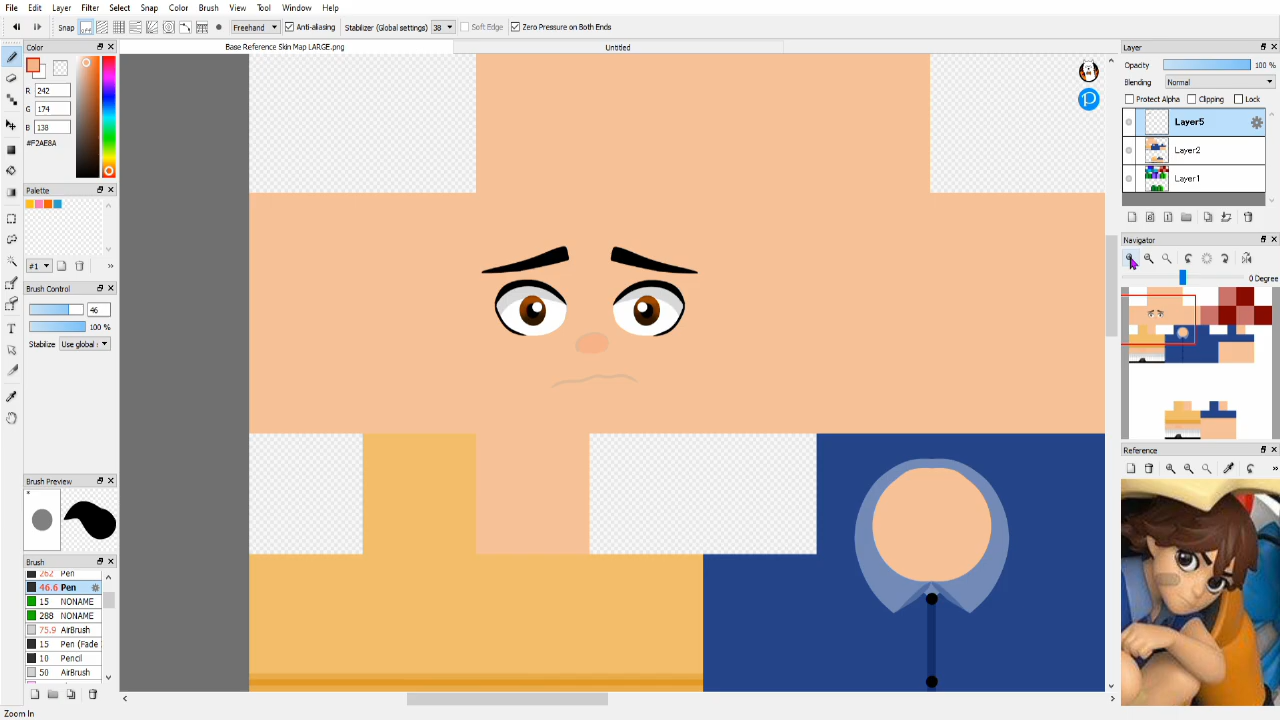 File Edit Layer Filter Select Snap Color Brush View Tool Window Help
Snap Freehand Anti-aliasing Stabilizer (Global settings) 38 Soft Edge Zero Pressure on Both Ends
Color
Base Reference Skin Map LARGE.png
Untitled
Layer
Opacity 100 %
Blending Normal
Protect Alpha Clipping Lock
Layer5
Layer2
Layer1
R 242
G 174
B 138
#F2AE8A
Palette
#1
Brush Control
46
100 %
Stabilize Use global
Navigator
0 Degree
Reference
Brush Preview
Brush
262 Pen
46.6 Pen
15 NONAME
288 NONAME
75.9 AirBrush
15 Pen (Fade
10 Pencil
50 AirBrush
Zoom In